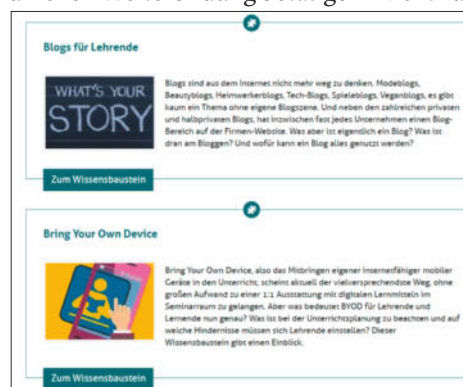 Blogs für Lehrende
WHAT'S YOUR
STORY
Blogs sind aus dem Internet nicht mehr weg zu denken. Modeblogs,
Beautyblogs, Heimwerkerblogs, Tech-Blogs, Spieleblogs, Veganblogs, es gibt
kaum ein Thema ohne eigene Blogszene. Und neben den zahlreichen privaten
und halbprivaten Blogs, hat inzwischen fast jedes Unternehmen einen Blog-
Bereich auf der Firmen-Website. Was aber ist eigentlich ein Blog? Was ist
dran am Bloggen? Und wofür kann ein Blog alles genutzt werden?
Zum Wissensbaustein
Bring Your Own Device
Bring Your Own Device, also das Mitbringen eigener internetfähiger mobiler
Geräte in den Unterricht, scheint aktuell der vielversprechendste Weg, ohne
großen Aufwand zu einer 1:1 Ausstattung mit digitalen Lernmitteln im
Seminarraum zu gelangen. Aber was bedeutet BYOD für Lehrende und
Lernende nun genau? Was ist bei der Unterrichtsplanung zu beachten und auf
welche Hindernisse müssen sich Lehrende einstellen? Dieser
Wissensbaustein gibt einen Einblick.
Zum Wissensbaustein